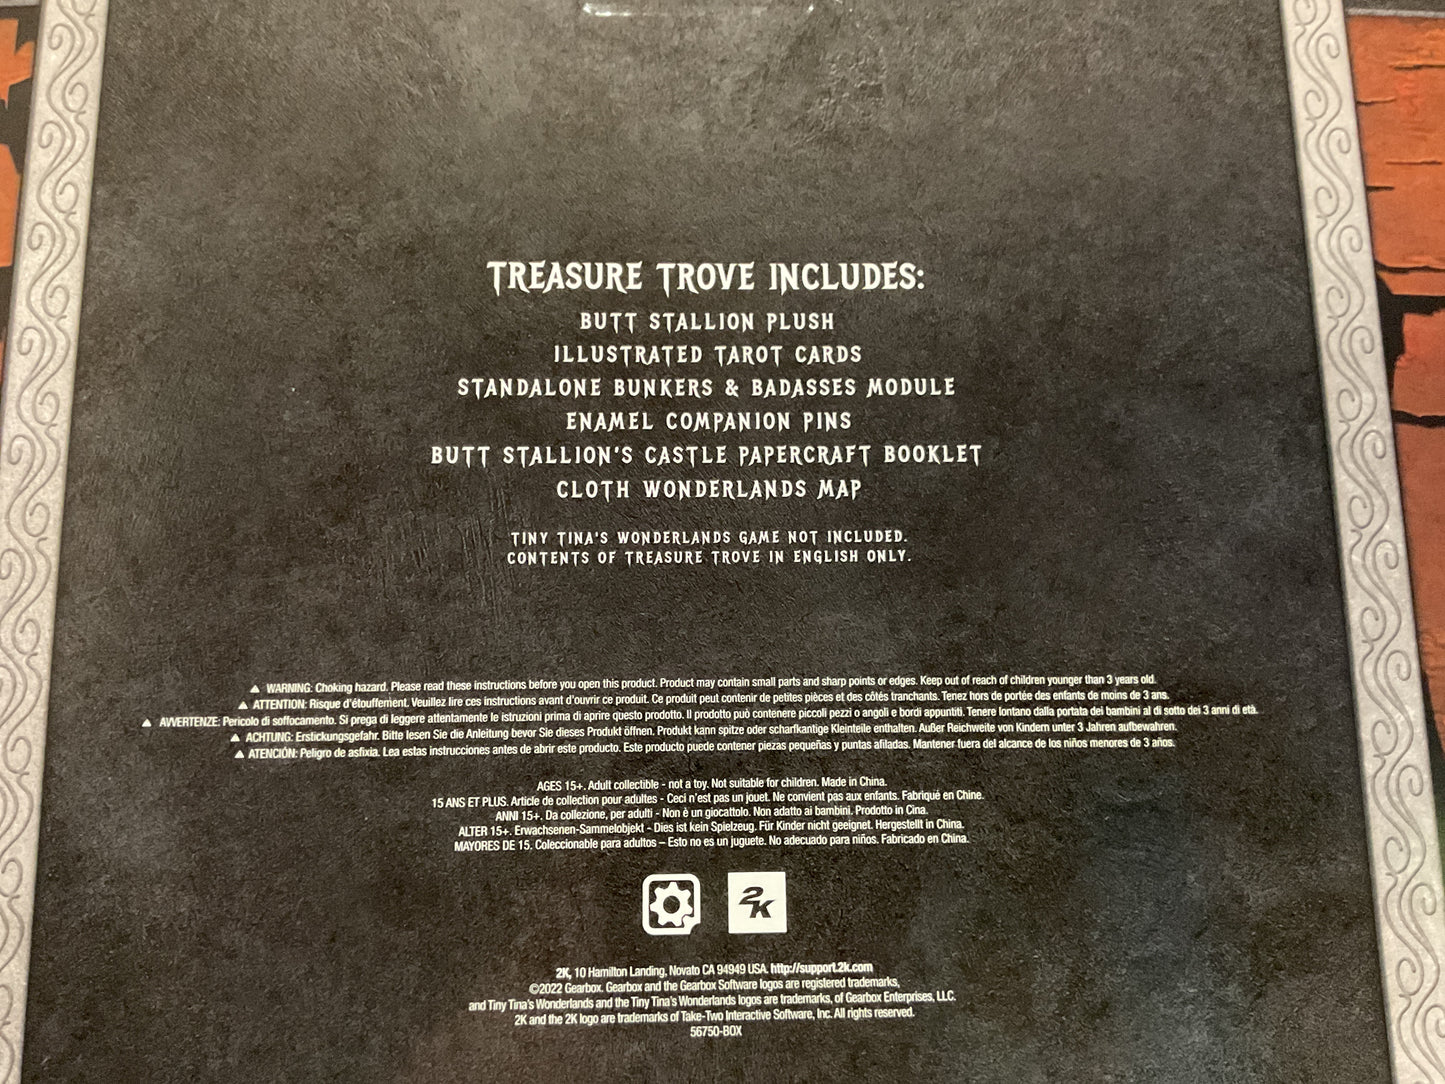 TREASURE TROVE INCLUDES:
BUTT STALLION PLUSH
ILLUSTRATED TAROT CARDS
STANDALONE BUNKERS & BADASSES MODULE
ENAMEL COMPANION PINS
BUTT STALLION'S CASTLE PAPERCRAFT BOOKLET
CLOTH WONDERLANDS MAP
TINY TINA'S WONDERLANDS GAME NOT INCLUDED.
CONTENTS OF TREASURE TROVE IN ENGLISH ONLY.
WARNING: Choking hazard. Please read these instructions before you open this product. Product may contain small parts and sharp points or edges. Keep out of reach of children younger than 3 years old.
ATTENTION: Risque d'étouffement. Veuillez lire ces instructions avant d'ouvrir ce produit. Ce produit peut contenir de petites pièces et des côtés tranchants. Tenez hors de portée des enfants de moins de 3 ans.
AVVERTENZE: Pericolo di soffocamento. Si prega di leggere attentamente le istruzioni prima di aprire questo prodotto. Il prodotto può contenere piccoli pezzi o angoli e bordi appuntiti. Tenere lontano dalla portata dei bambini al di sotto dei 3 anni di età.
ACHTUNG: Erstickungsgefahr. Bitte lesen Sie die Anleitung bevor Sie dieses Produkt öffnen. Produkt kann spitze oder scharfkantige Kleinteile enthalten. Außer Reichweite von Kindern unter 3 Jahren aufbewahren.
ATENCIÓN: Peligro de asfixia. Lea estas instrucciones antes de abrir este producto. Este producto puede contener piezas pequeñas y puntas afiladas. Mantener fuera del alcance de los niños menores de 3 años.
AGES 15+. Adult collectible - not a toy. Not suitable for children. Made in China.
15 ANS ET PLUS. Article de collection pour adultes - Ceci n'est pas un jouet. Ne convient pas aux enfants. Fabriqué en Chine.
ANNI 15+. Da collezione, per adulti - Non è un giocattolo. Non adatto ai bambini. Prodotto in Cina.
ALTER 15+. Erwachsenen-Sammelobjekt - Dies ist kein Spielzeug. Für Kinder nicht geeignet. Hergestellt in China.
MAYORES DE 15. Coleccionable para adultos – Esto no es un juguete. No adecuado para niños. Fabricado en China.
2K
2K, 10 Hamilton Landing, Novato CA 94949 USA. http://support.2k.com
©2022 Gearbox. Gearbox and the Gearbox Software logos are registered trademarks,
and Tiny Tina's Wonderlands and the Tiny Tina's Wonderlands logos are trademarks, of Gearbox Enterprises, LLC.
2K and the 2K logo are trademarks of Take-Two Interactive Software, Inc. All rights reserved.
56750-BOX